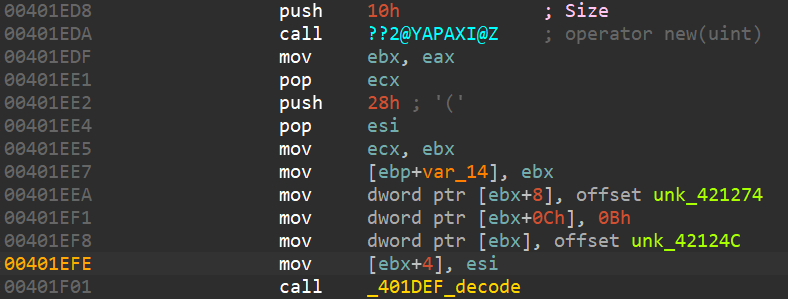 00401ED8 push 10h ; Size
00401EDA call ??2@YAPAXI@Z ; operator new(uint)
00401EDF mov ebx, eax
00401EE1 pop ecx
00401EE2 push 28h ; '('
00401EE4 pop esi
00401EE5 mov ecx, ebx
00401EE7 mov [ebp+var_14], ebx
00401EEA mov dword ptr [ebx+8], offset unk_421274
00401EF1 mov dword ptr [ebx+0Ch], 0Bh
00401EF8 mov dword ptr [ebx], offset unk_42124C
00401EFE mov [ebx+4], esi
00401F01 call _401DEF_decode